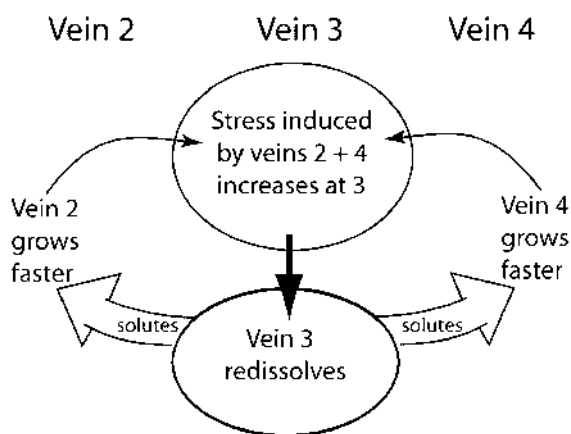 Vein 2 Vein 3 Vein 4
Stress induced
by veins 2 + 4
increases at 3
Vein 2
grows
faster
Vein 4
grows
faster
solutes
solutes
Vein 3
redissolves